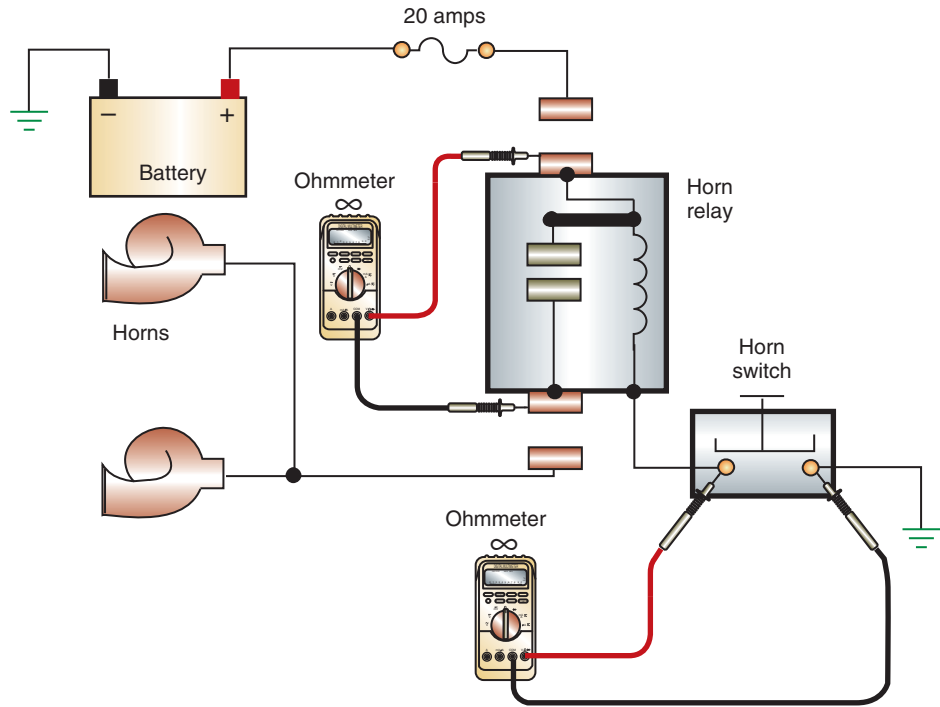 20 amps
− +
Battery
Ohmmeter
∞
Horn
relay
Horns
Horn
switch
Ohmmeter
∞